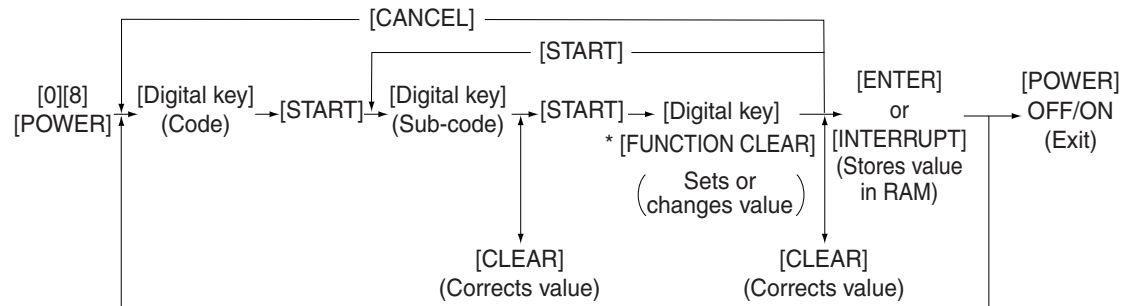 [CANCEL]
[START]
[0][8]
[POWER]
[Digital key]
(Code)
[START]
[Digital key]
(Sub-code)
[START]
[Digital key]
* [FUNCTION CLEAR]
Sets or
( changes value )
[ENTER]
or
[INTERRUPT]
(Stores value
in RAM)
[POWER]
OFF/ON
(Exit)
[CLEAR]
(Corrects value)
[CLEAR]
(Corrects value)